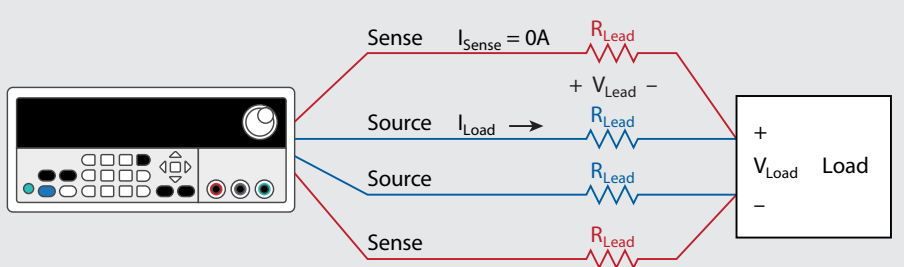 Sense I_Sense = 0A R_Lead
+ V_Lead –
Source I_Load → R_Lead
Source R_Lead
Sense R_Lead
+
V_Load Load
–